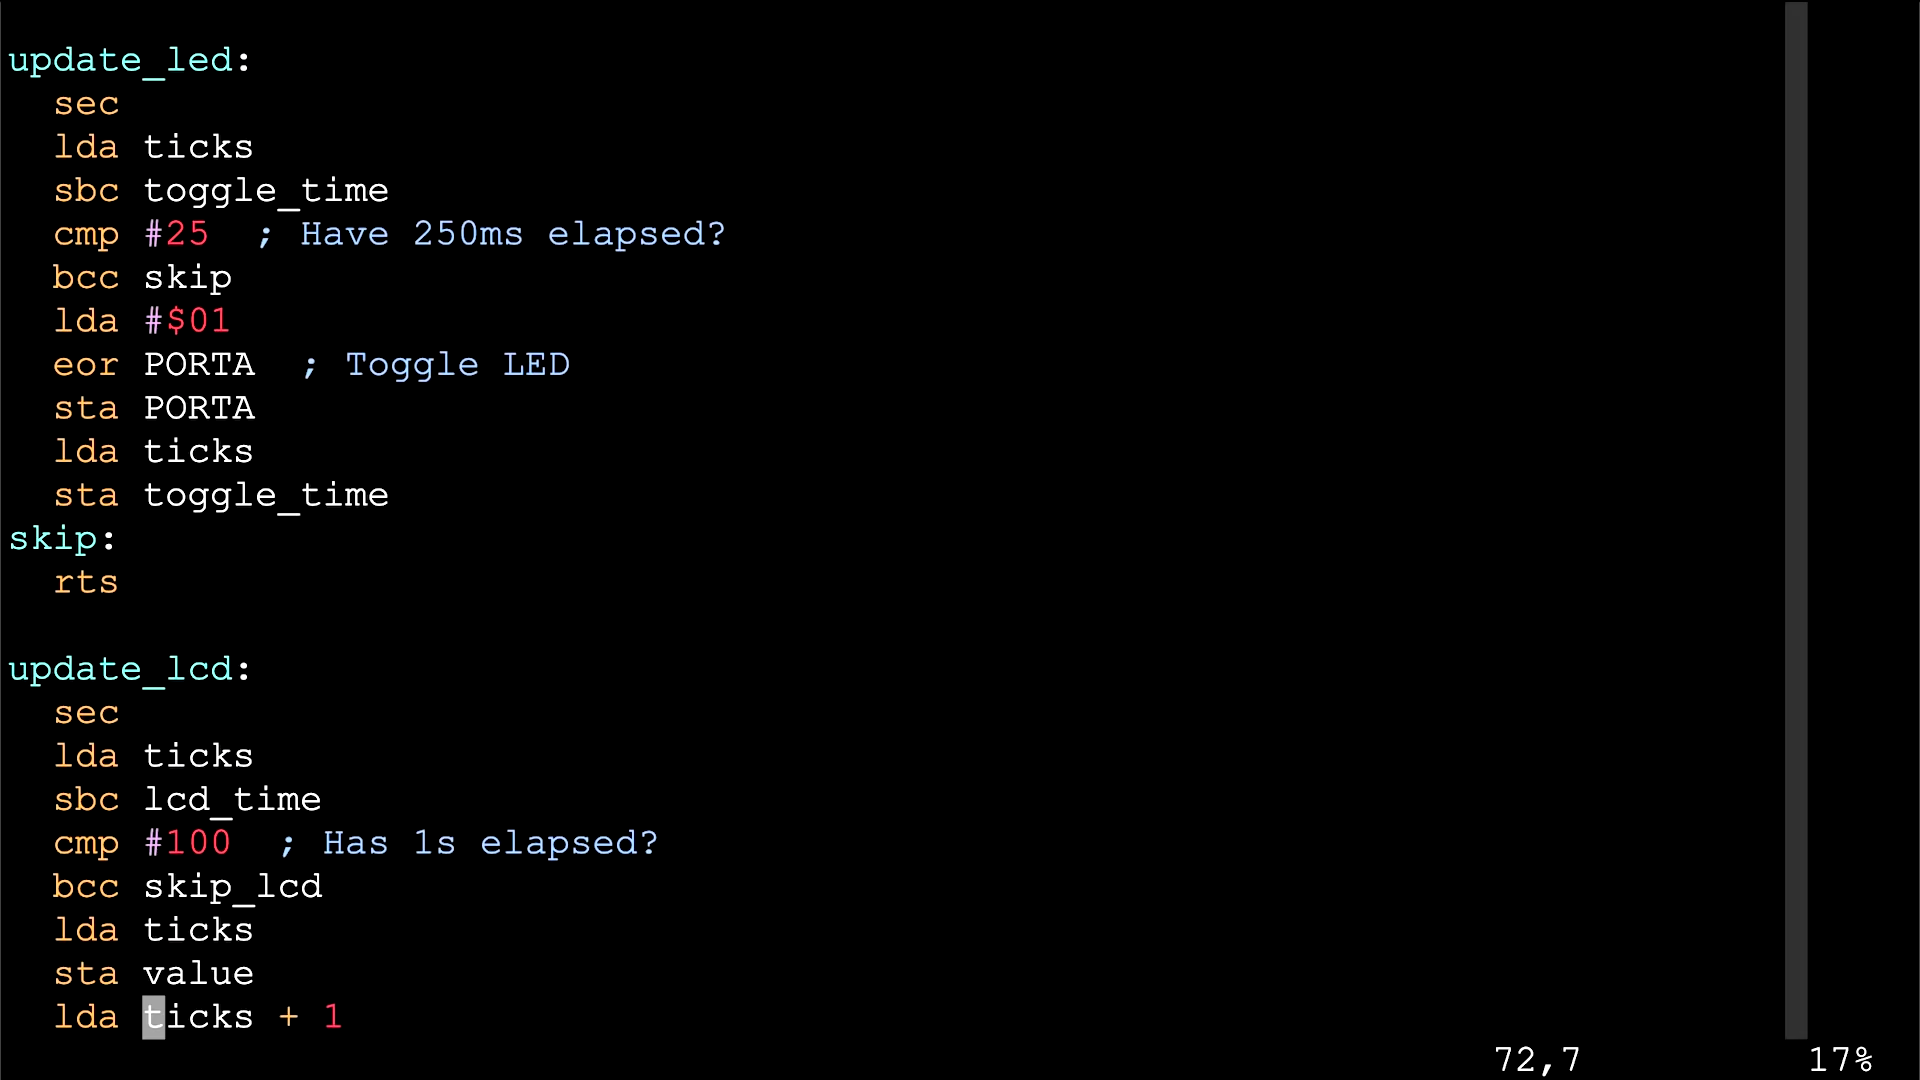 update_led:
  sec
  lda ticks
  sbc toggle_time
  cmp #25  ; Have 250ms elapsed?
  bcc skip
  lda #$01
  eor PORTA  ; Toggle LED
  sta PORTA
  lda ticks
  sta toggle_time
skip:
  rts

update_lcd:
  sec
  lda ticks
  sbc lcd_time
  cmp #100  ; Has 1s elapsed?
  bcc skip_lcd
  lda ticks
  sta value
  lda ticks + 1
72,7 17%